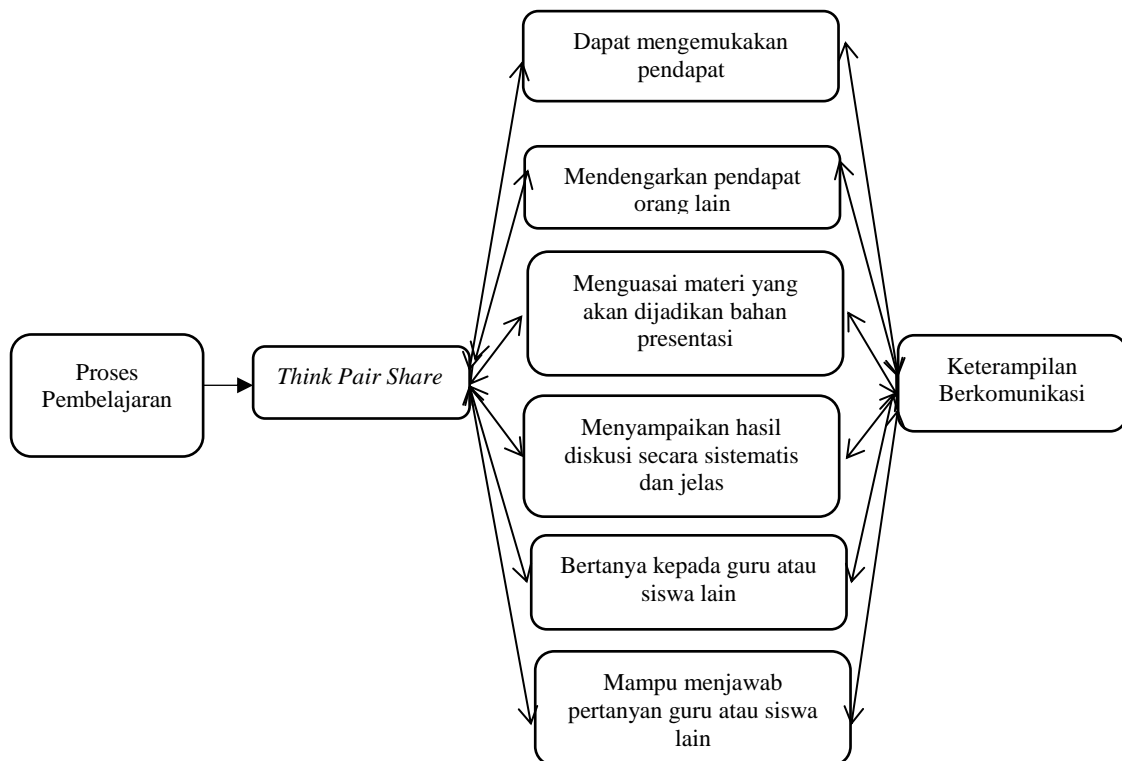 Proses
Pembelajaran
Think Pair Share
Dapat mengemukakan
pendapat
Mendengarkan pendapat
orang lain
Menguasai materi yang
akan dijadikan bahan
presentasi
Menyampaikan hasil
diskusi secara sistematis
dan jelas
Bertanya kepada guru atau
siswa lain
Mampu menjawab
pertanyan guru atau siswa
lain
Keterampilan
Berkomunikasi